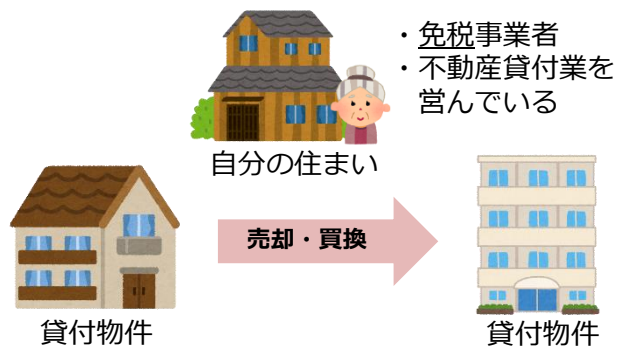 ・免税事業者
・不動産貸付業を
営んでいる
自分の住まい
売却・買換
貸付物件
貸付物件